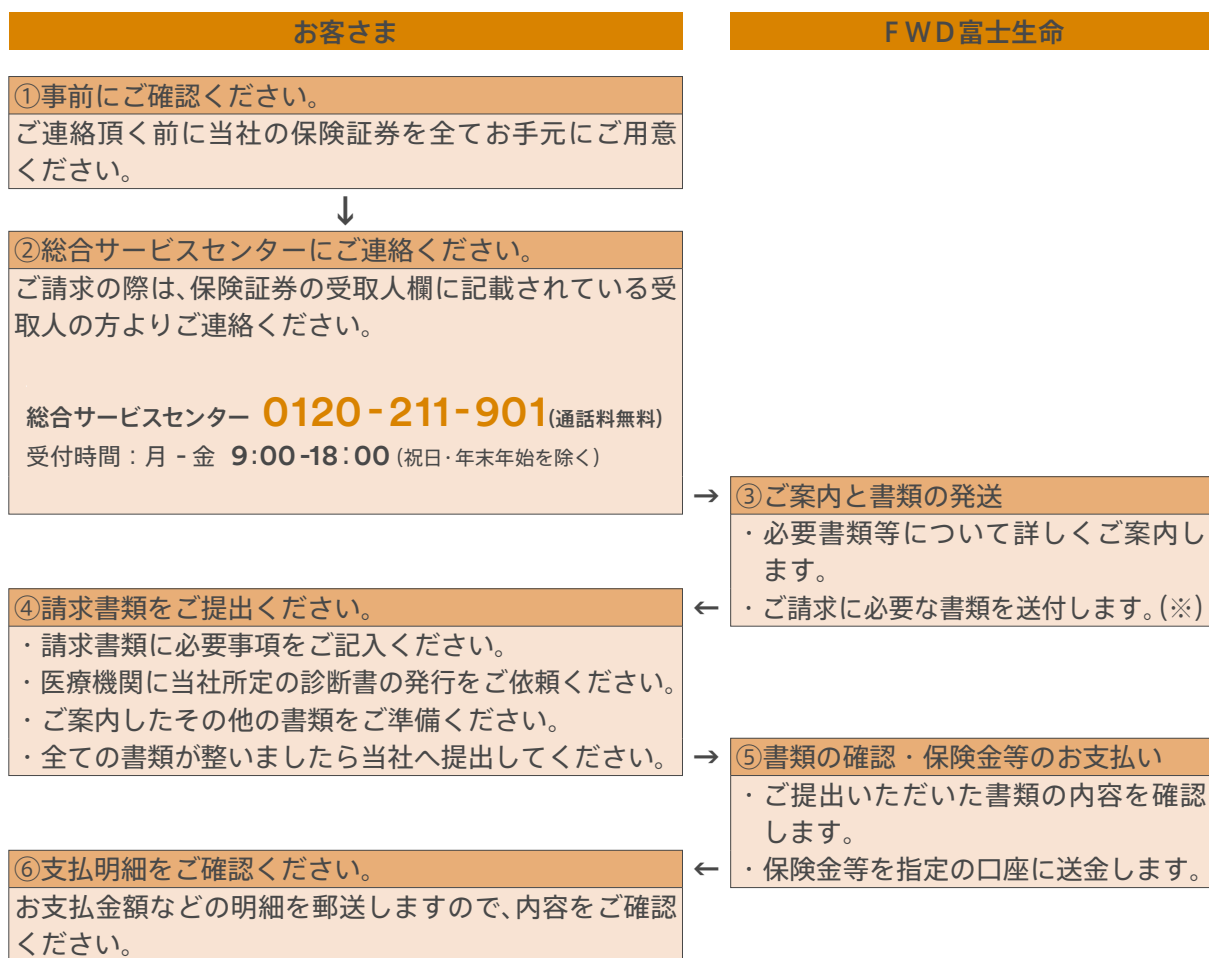 お客さま
FWD富士生命
①事前にご確認ください。
ご連絡頂く前に当社の保険証券を全てお手元にご用意
ください。
↓
②総合サービスセンターにご連絡ください。
ご請求の際は、保険証券の受取人欄に記載されている受
取人の方よりご連絡ください。
総合サービスセンター 0120-211-901(通話料無料)
受付時間：月-金 9:00-18:00(祝日・年末年始を除く)
→
③ご案内と書類の発送
・必要書類等について詳しくご案内し
ます。
・ご請求に必要な書類を送付します。(※)
←
④請求書類をご提出ください。
・請求書類に必要事項をご記入ください。
・医療機関に当社所定の診断書の発行をご依頼ください。
・ご案内したその他の書類をご準備ください。
・全ての書類が整いましたら当社へ提出してください。
→
⑤書類の確認・保険金等のお支払い
・ご提出いただいた書類の内容を確認
します。
・保険金等を指定の口座に送金します。
←
⑥支払明細をご確認ください。
お支払金額などの明細を郵送しますので、内容をご確認
ください。